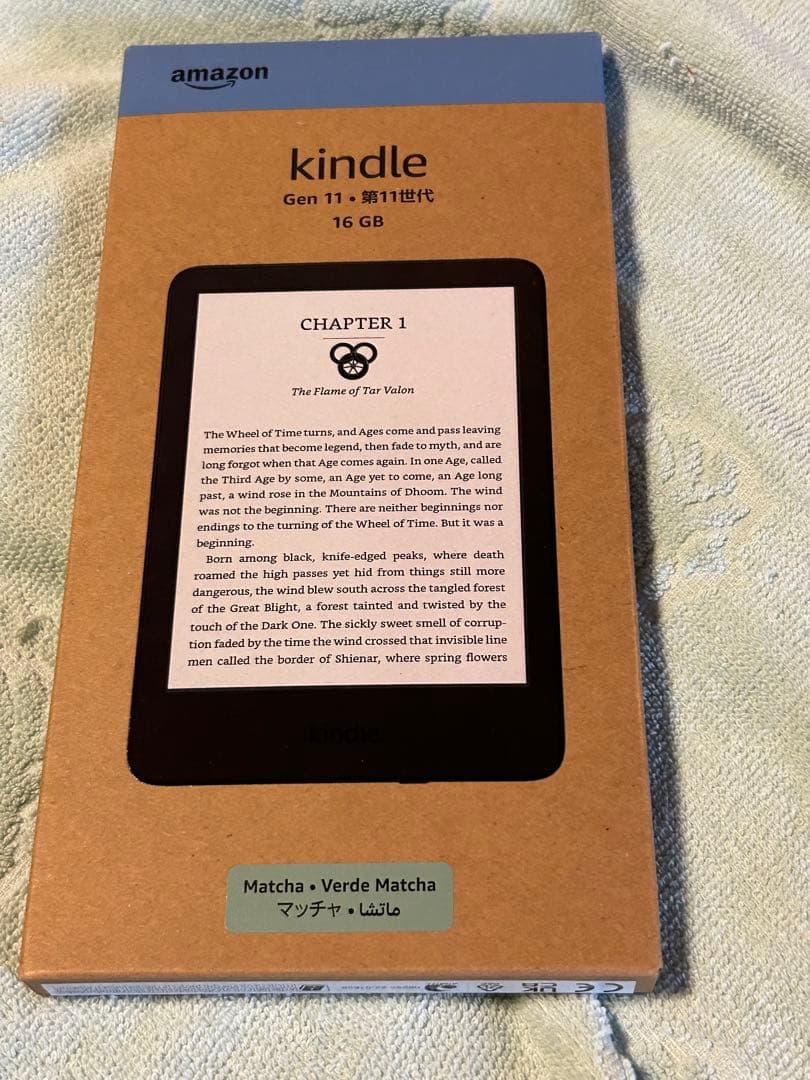 amazon
kindle
Gen 11 • 第11世代
16 GB
CHAPTER 1
The Flame of Tar Valon
The Wheel of Time turns, and Ages come and pass leaving
memories that become legend, then fade to myth, and are
long forgot when that Age comes again. In one Age, called
the Third Age by some, an Age yet to come, an Age long
past, a wind rose in the Mountains of Dhoom. The wind
was not the beginning. There are neither beginnings nor
endings to the turning of the Wheel of Time. But it was a
beginning.
Born among black, knife-edged peaks, where death
roamed the high passes yet hid from things still more
dangerous, the wind blew south across the tangled forest
of the Great Blight, a forest tainted and twisted by the
touch of the Dark One. The sickly sweet smell of corrup-
tion faded by the time the wind crossed that invisible line
men called the border of Shienar, where spring flowers
kindle
Matcha • Verde Matcha
マッチャ • ماتشا